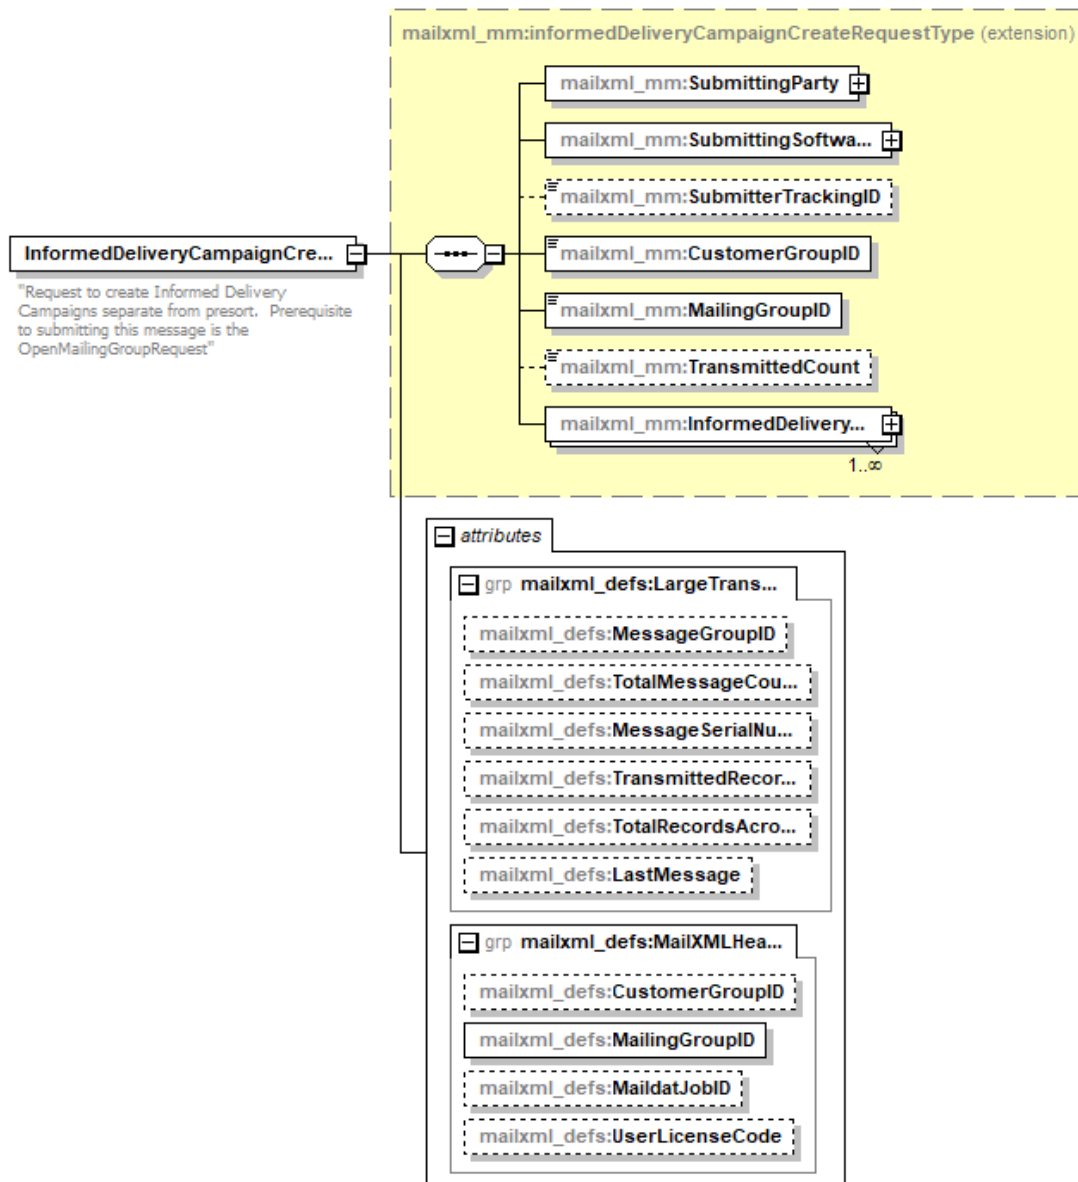 mailxml_mm:informedDeliveryCampaignCreateRequestType (extension)
mailxml_mm:SubmittingParty
mailxml_mm:SubmittingSoftwa...
mailxml_mm:SubmitterTrackingID
InformedDeliveryCampaignCre...
mailxml_mm:CustomerGroupID
"Request to create Informed Delivery
Campaigns separate from presort.  Prerequisite
to submitting this message is the
OpenMailingGroupRequest"
mailxml_mm:MailingGroupID
mailxml_mm:TransmittedCount
mailxml_mm:InformedDelivery...
1..∞
attributes
grp mailxml_defs:LargeTrans...
mailxml_defs:MessageGroupID
mailxml_defs:TotalMessageCou...
mailxml_defs:MessageSerialNu...
mailxml_defs:TransmittedRecor...
mailxml_defs:TotalRecordsAcro...
mailxml_defs:LastMessage
grp mailxml_defs:MailXMLHea...
mailxml_defs:CustomerGroupID
mailxml_defs:MailingGroupID
mailxml_defs:MaildatJobID
mailxml_defs:UserLicenseCode